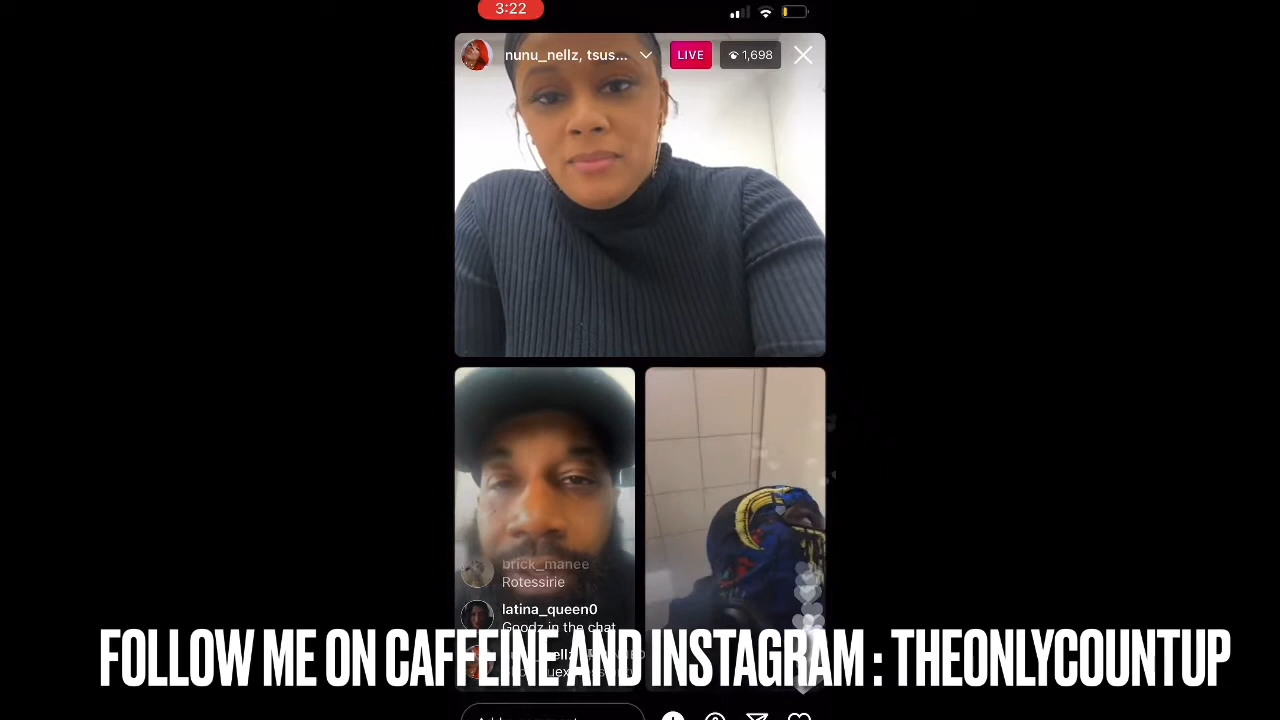 3:22
nunu_nellz, tsus...
LIVE
1,698
brick_manee
Rotessirie
latina_queen0
Goodz in the chat
FOLLOW ME ON CAFFEINE AND INSTAGRAM : THEONLYCOUNTUP